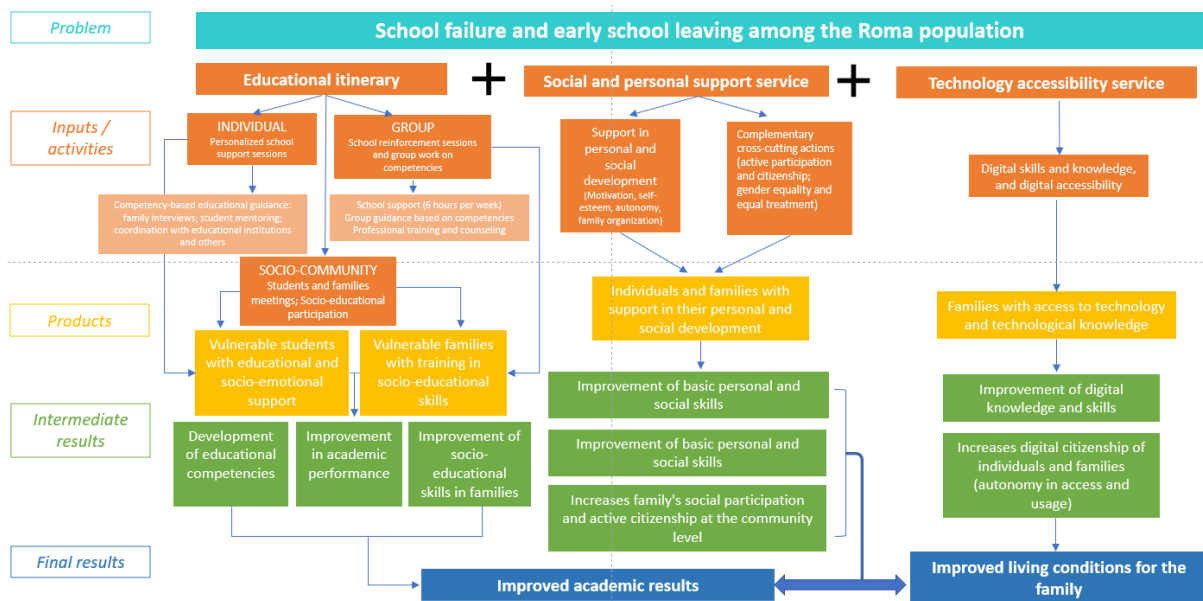 Problem
School failure and early school leaving among the Roma population
Educational itinerary
Social and personal support service
Technology accessibility service
Inputs /
activities
INDIVIDUAL
Personalized school
support sessions
GROUP
School reinforcement sessions
and group work on
competencies
Support in
personal and
social
development
(Motivation, self-
esteem, autonomy,
family organization)
Complementary
cross-cutting actions
(active participation
and citizenship;
gender equality and
equal treatment)
Digital skills and knowledge,
and digital accessibility
Competency-based educational guidance:
family interviews; student mentoring;
coordination with educational institutions
and others
School support (6 hours per week)
Group guidance based on competencies
Professional training and counseling
SOCIO-COMMUNITY
Students and families
meetings; Socio-educational
participation
Products
Individuals and families with
support in their personal and
social development
Families with access to technology
and technological knowledge
Vulnerable students
with educational and
socio-emotional
support
Vulnerable families
with training in
socio-educational
skills
Intermediate
results
Improvement of basic personal and
social skills
Improvement of digital
knowledge and skills
Development
of educational
competencies
Improvement
in academic
performance
Improvement of
socio-
educational
skills in families
Improvement of basic personal and
social skills
Increases digital citizenship of
individuals and families
(autonomy in access and
usage)
Increases family's social participation
and active citizenship at the community
level
Final results
Improved academic results
Improved living conditions for the
family